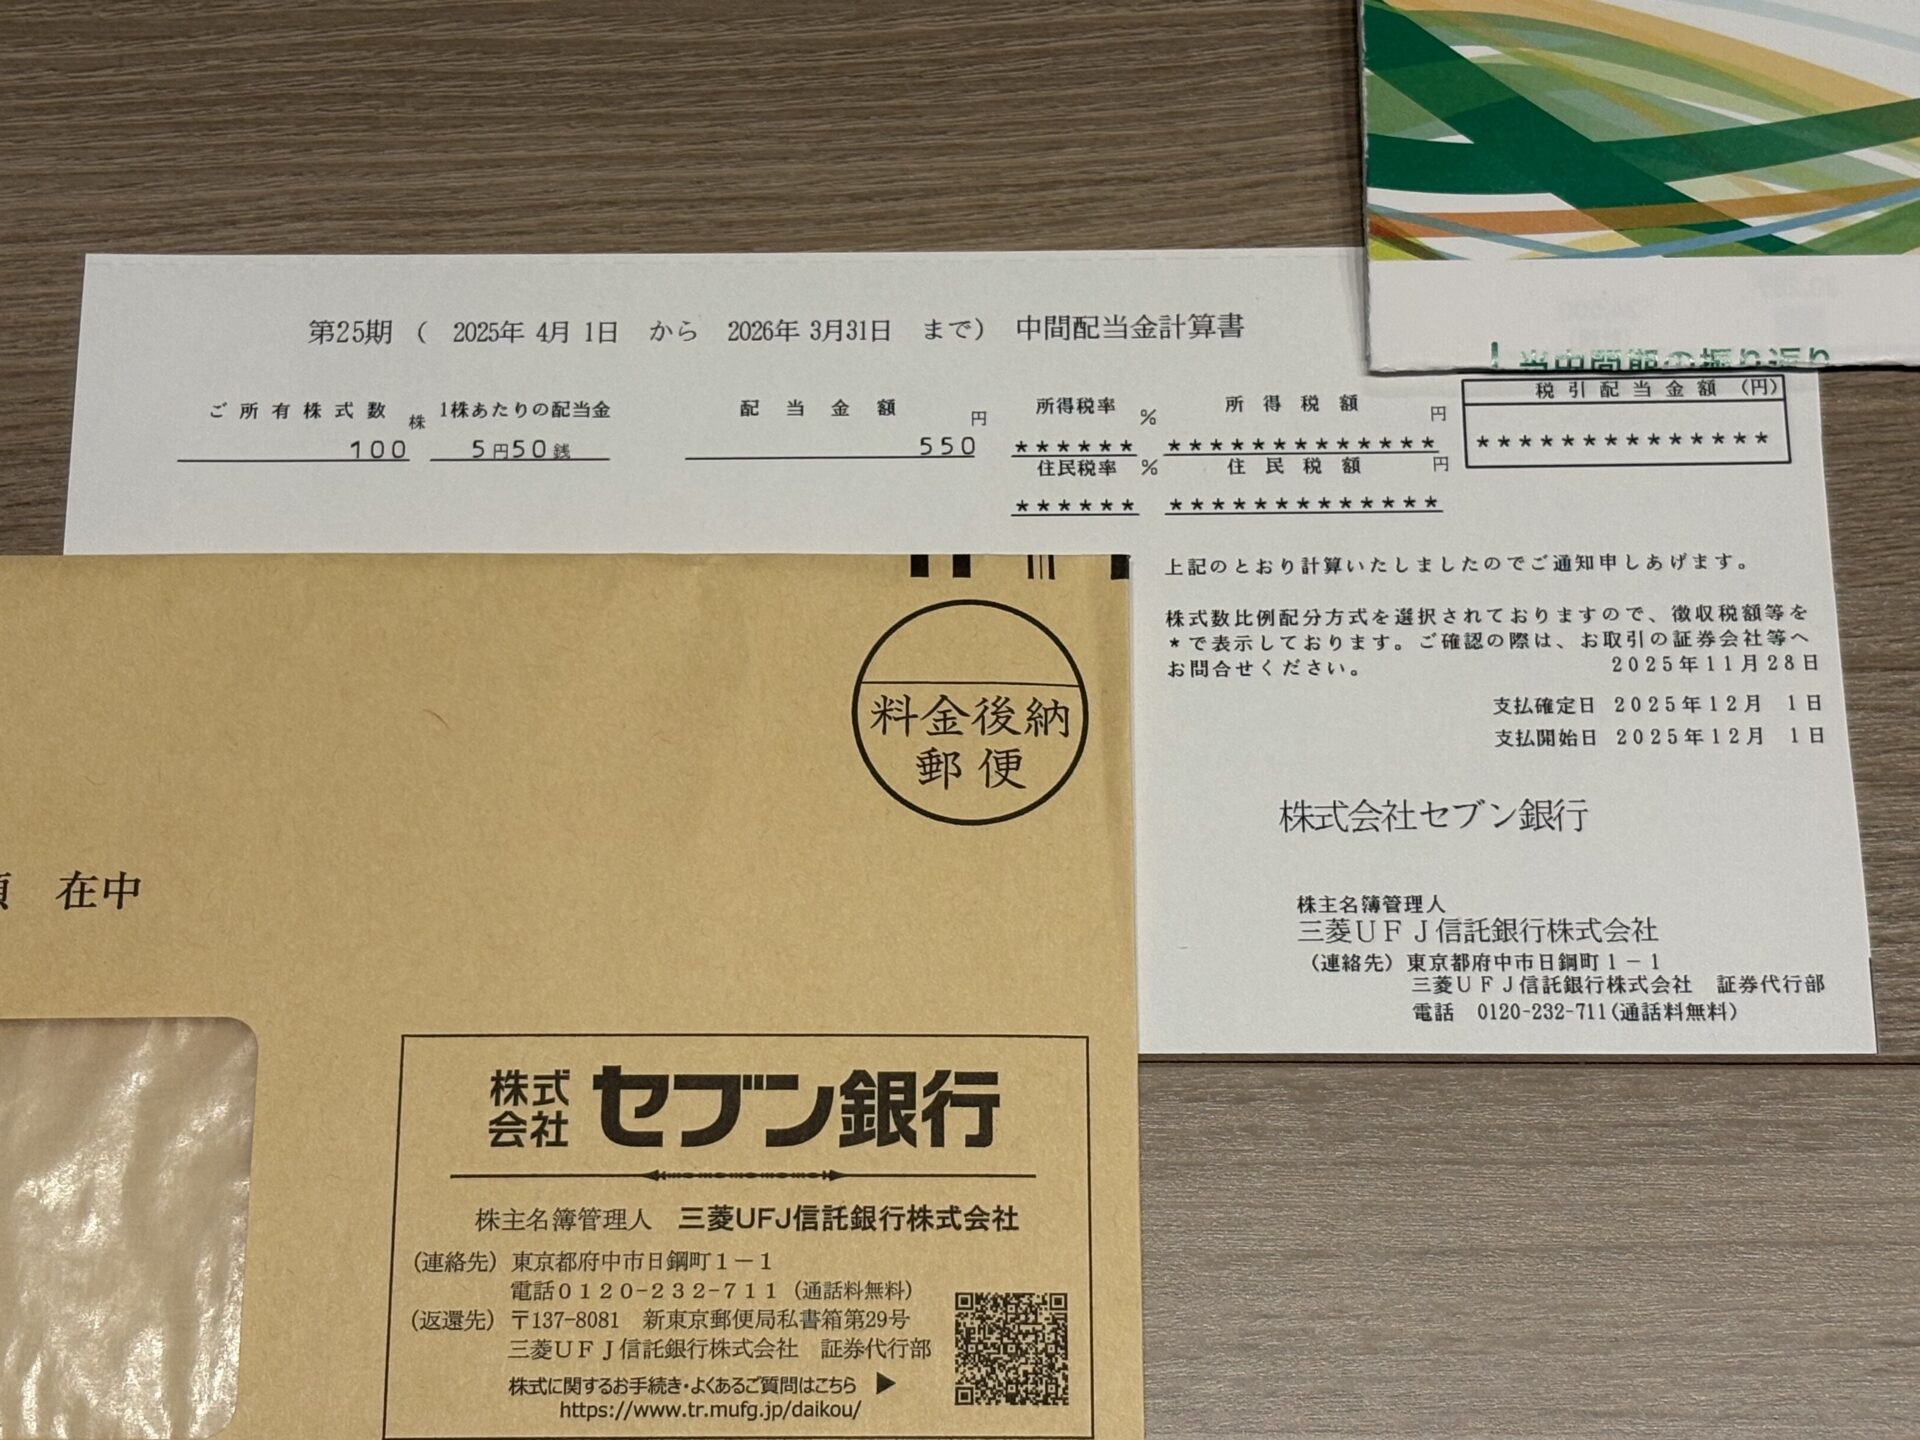 第25期 ( 2025年 4月 1日 から 2026年 3月31日 まで) 中間配当金計算書
ご所有株式数 株 1株あたりの配当金 配当金額 円 所得税率 % 所得税額 円 税引配当金額 (円)
100 5円50銭 550 ****** ************* **************
住民税率 % 住民税額 円
****** *************
上記のとおり計算いたしましたのでご通知申しあげます。
株式数比例配分方式を選択されておりますので、徴収税額等を
*で表示しております。ご確認の際は、お取引の証券会社等へ
お問合せください。 2025年11月28日
支払確定日 2025年12月 1日
支払開始日 2025年12月 1日
株式会社セブン銀行
株主名簿管理人
三菱UFJ信託銀行株式会社
(連絡先) 東京都府中市日鋼町1-1
三菱UFJ信託銀行株式会社 証券代行部
電話 0120-232-711(通話料無料)
料金後納
郵便
在中
株式会社 セブン銀行
株主名簿管理人 三菱UFJ信託銀行株式会社
(連絡先) 東京都府中市日鋼町1-1
電話0120-232-711 (通話料無料)
(返還先) 〒137-8081 新東京郵便局私書箱第29号
三菱UFJ信託銀行株式会社 証券代行部
株式に関するお手続き・よくあるご質問はこちら ▶
https://www.tr.mufg.jp/daikou/